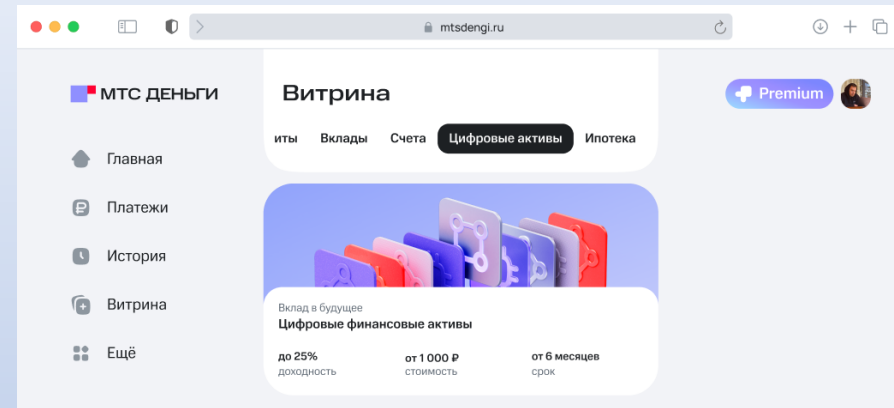 mtsdengi.ru
МТС ДЕНЬГИ
Витрина
Premium
иты Вклады Счета Цифровые активы Ипотека
Главная
Платежи
История
Витрина
Ещё
Вклад в будущее
Цифровые финансовые активы
до 25% от 1 000 ₽ от 6 месяцев
доходность стоимость срок